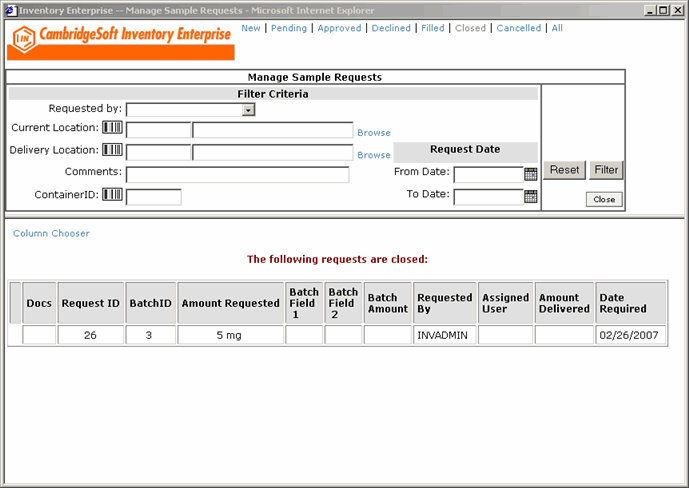 Inventory Enterprise -- Manage Sample Requests - Microsoft Internet Explorer
CambridgeSoft Inventory Enterprise
New | Pending | Approved | Declined | Filled | Closed | Cancelled | All
Manage Sample Requests
Filter Criteria
Requested by:
Current Location: Browse
Delivery Location: Browse
Request Date
Comments: From Date:
Reset Filter
ContainerID: To Date:
Close
Column Chooser
The following requests are closed:
Docs Request ID BatchID Amount Requested Batch Field 1 Batch Field 2 Batch Amount Requested By Assigned User Amount Delivered Date Required
26 3 5 mg INVADMIN 02/26/2007